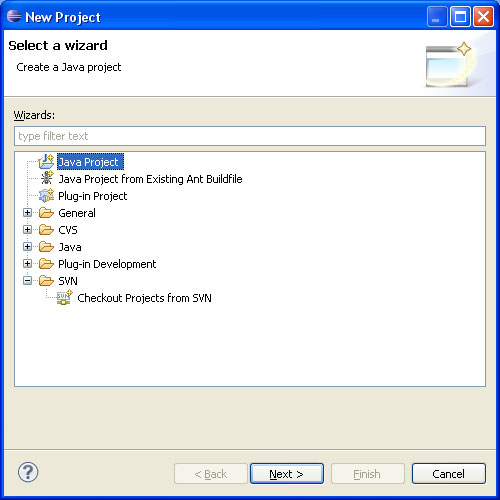 New Project
Select a wizard
Create a Java project
Wizards:
type filter text
Java Project
Java Project from Existing Ant Buildfile
Plug-in Project
General
CVS
Java
Plug-in Development
SVN
Checkout Projects from SVN
< Back
Next >
Finish
Cancel